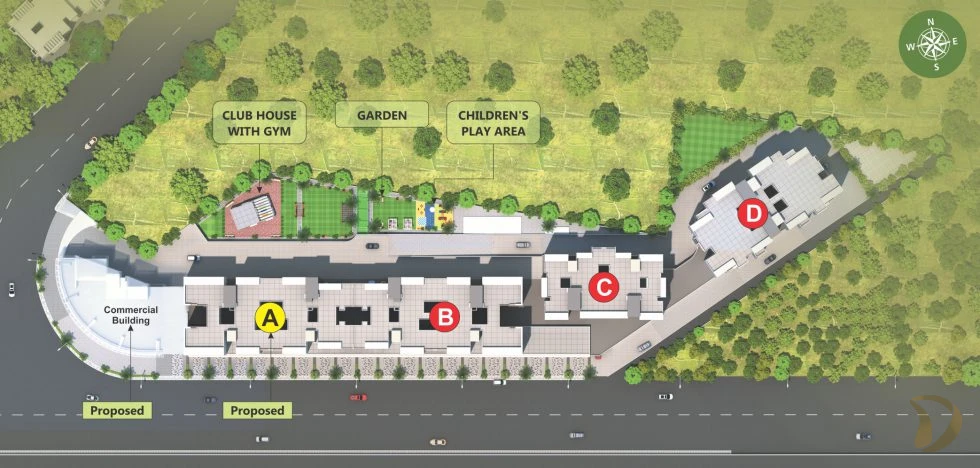 N
W E
S
CLUB HOUSE
WITH GYM
GARDEN
CHILDREN'S
PLAY AREA
D
C
A
B
Commercial
Building
Proposed
Proposed